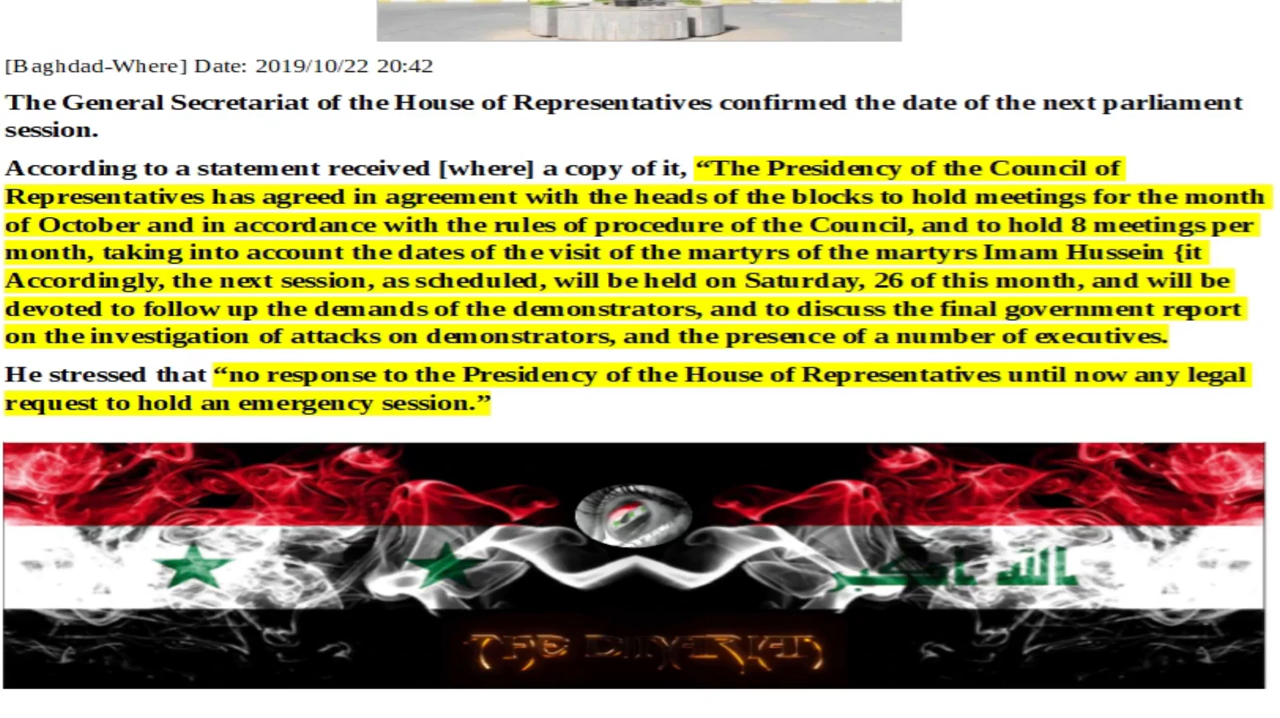 [Baghdad-Where] Date: 2019/10/22 20:42
The General Secretariat of the House of Representatives confirmed the date of the next parliament
session.
According to a statement received [where] a copy of it, “The Presidency of the Council of
Representatives has agreed in agreement with the heads of the blocks to hold meetings for the month
of October and in accordance with the rules of procedure of the Council, and to hold 8 meetings per
month, taking into account the dates of the visit of the martyrs of the martyrs Imam Hussein {it
Accordingly, the next session, as scheduled, will be held on Saturday, 26 of this month, and will be
devoted to follow up the demands of the demonstrators, and to discuss the final government report
on the investigation of attacks on demonstrators, and the presence of a number of executives.
He stressed that “no response to the Presidency of the House of Representatives until now any legal
request to hold an emergency session.”
الله اكبر
THE DINARIAN